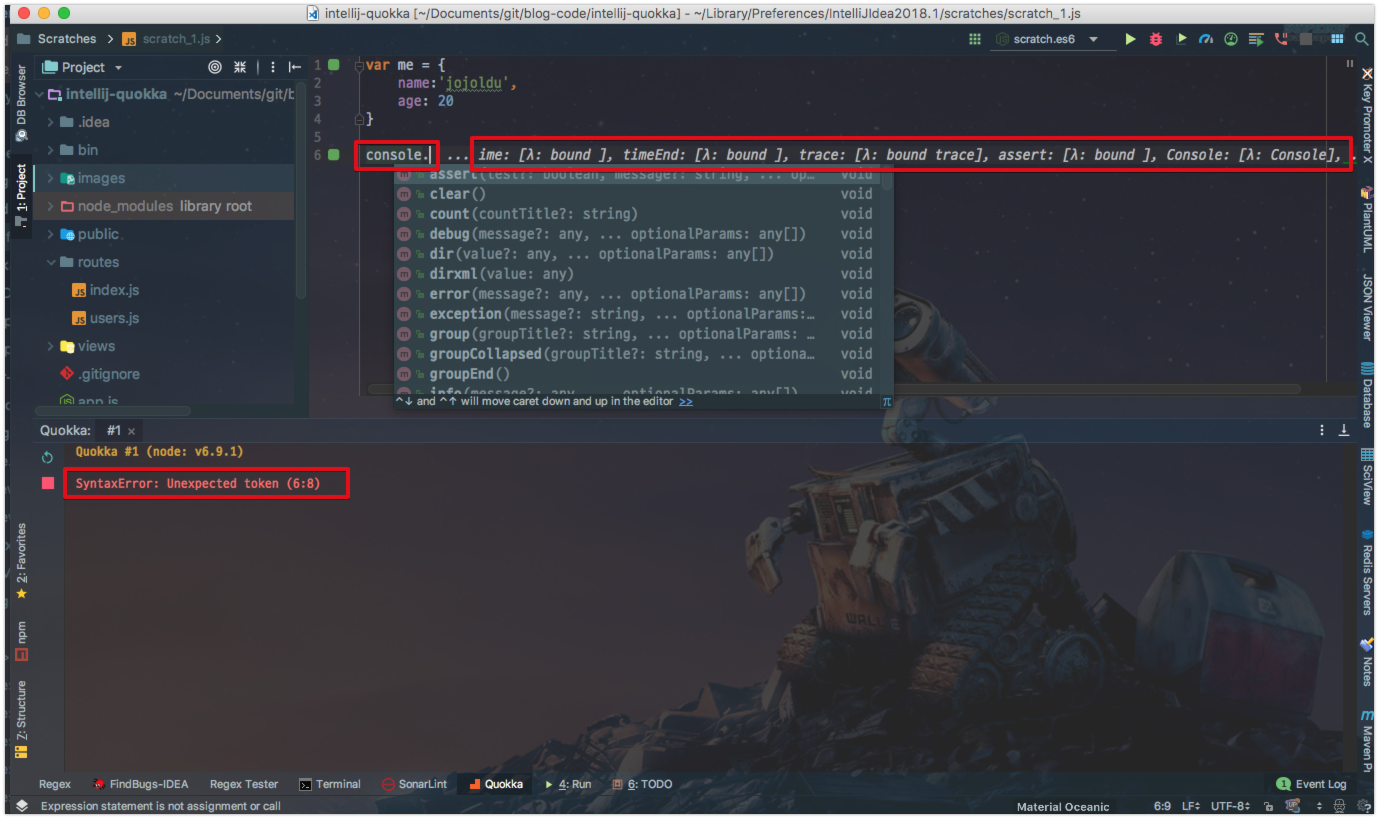 intellij-quokka [~/Documents/git/blog-code/intellij-quokka] - ~/Library/Preferences/IntelliJIdea2018.1/scratches/scratch_1.js
Scratches
scratch_1.js
scratch.es6
Project
DB Browser
1: Project
intellij-quokka ~/Documents/git/b
.idea
bin
images
node_modules library root
public
routes
index.js
users.js
views
.gitignore
app.js
1 var me = {
2 name:'jojoldu',
3 age: 20
4 }
5
6 console. ... ime: [λ: bound ], timeEnd: [λ: bound ], trace: [λ: bound trace], assert: [λ: bound ], Console: [λ: Console], .
assert(test?: boolean, message?: string, ... op… void
clear() void
count(countTitle?: string) void
debug(message?: any, ... optionalParams: any[]) void
dir(value?: any, ... optionalParams: any[]) void
dirxml(value: any) void
error(message?: any, ... optionalParams: any[]) void
exception(message?: string, ... optionalParams:… void
group(groupTitle?: string, ... optionalParams: … void
groupCollapsed(groupTitle?: string, ... optiona… void
groupEnd() void
info(message?: any, ... optionalParams: any[]) void
^↓ and ^↑ will move caret down and up in the editor >> π
Key Promoter X
PlantUML
JSON Viewer
Database
SciView
Redis Servers
Notes
Maven Pr
Quokka: #1 ×
Quokka #1 (node: v6.9.1)
SyntaxError: Unexpected token (6:8)
2: Favorites
npm
Z: Structure
WALL·E
Regex FindBugs-IDEA Regex Tester Terminal SonarLint Quokka 4: Run 6: TODO 1 Event Log
Expression statement is not assignment or call Material Oceanic 6:9 LF UTF-8